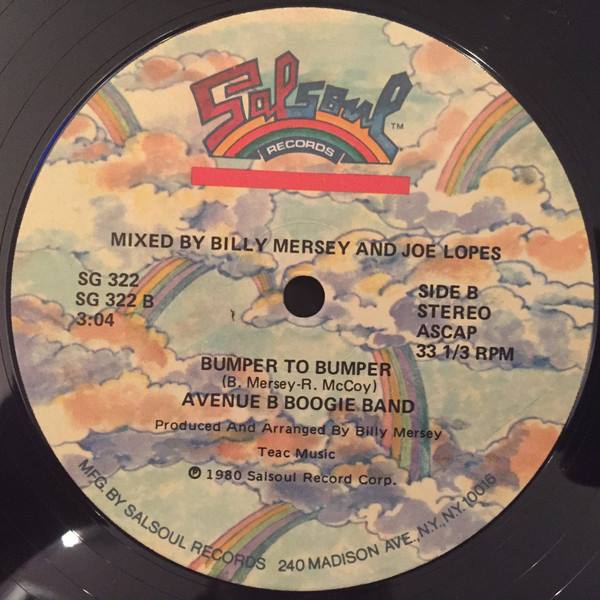 Salsoul
TM
RECORDS
MIXED BY BILLY MERSEY AND JOE LOPES
SG 322
SG 322 B
3:04
SIDE B
STEREO
ASCAP
33 1/3 RPM
BUMPER TO BUMPER
(B. Mersey-R. McCoy)
AVENUE B BOOGIE BAND
Produced And Arranged By Billy Mersey
Teac Music
℗ 1980 Salsoul Record Corp.
MFG. BY SALSOUL RECORDS 240 MADISON AVE., N.Y., N.Y. 10016